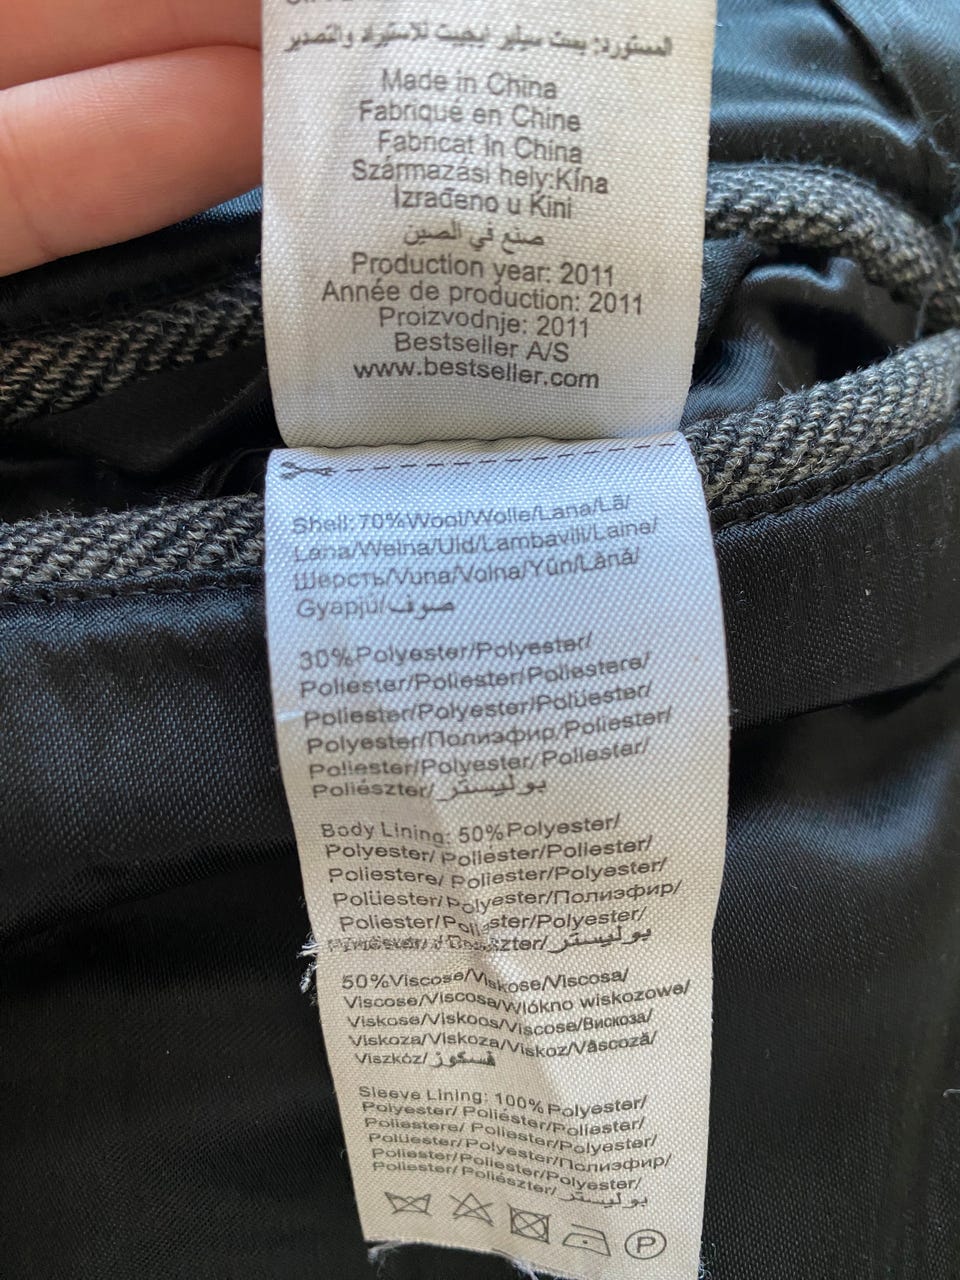 المستورد: بست سيلير ايجيبت للاستيراد والتصدير
Made in China
Fabriqué en Chine
Fabricat în China
Származási hely:Kína
Izrađeno u Kini
صنع في الصين
Production year: 2011
Année de production: 2011
Proizvodnje: 2011
Bestseller A/S
www.bestseller.com
Shell: 70%Wool/Wolle/Lana/Lã/
Lana/Wełna/Uld/Lambavill/Laine/
Шерсть/Vuna/Volna/Yün/Lână/
Gyapjú/صوف
30%Polyester/Polyester/
Poliester/Poliéster/Poliestere/
Poliester/Polyester/Polüester/
Polyester/Полиэфир/Poliester/
Poliester/Polyester/Poliester/
Poliészter/بوليستر
Body Lining: 50%Polyester/
Polyester/ Poliéster/Poliester/
Poliestere/ Poliester/Polyester/
Polüester/Polyester/Полиэфир/
Poliester/Poliester/Polyester/
بوليستر
50%Viscose/Viskose/Viscosa/
Viscose/Viscosa/Włókno wiskozowe/
Viskose/Viskoos/Viscose/Вискоза/
Viskoza/Viskoza/Viskoz/Vâscoză/
Viszkóz/فسكوز
Sleeve Lining: 100%Polyester/
Polyester/ Poliéster/Poliester/
Poliestere/ Poliester/Polyester/
Polüester/Polyester/Полиэфир/
Poliester/Poliester/Polyester/
Poliester/Poliészter/بوليستر
P